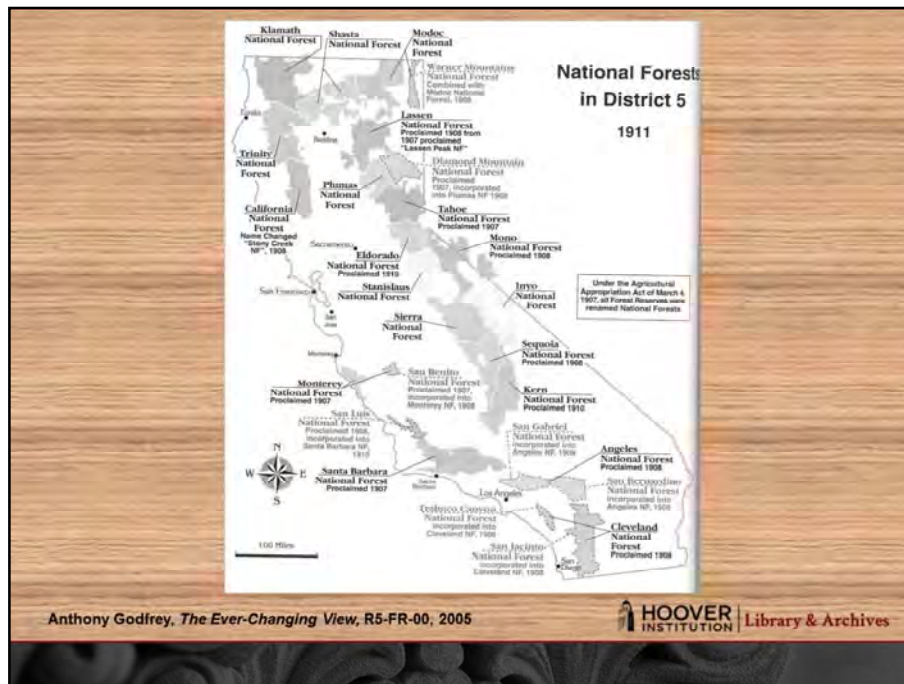 Klamath
National Forest
Shasta
National Forest
Modoc
National
Forest
Warner Mountains
National Forest
Combined with
Modoc National
Forest, 1908
National Forests
in District 5
1911
Eureka
Redding
Lassen
National Forest
Proclaimed 1908 from
1907 proclaimed
"Lassen Peak NF"
Trinity
National
Forest
Diamond Mountain
National Forest
Proclaimed
1907, incorporated
into Plumas NF 1908
Plumas
National
Forest
California
National
Forest
Name Changed
"Stony Creek
NF", 1908
Tahoe
National Forest
Proclaimed 1907
Sacramento
Mono
National Forest
Proclaimed 1908
Eldorado
National Forest
Proclaimed 1910
Stanislaus
National Forest
San Francisco
San
Jose
Inyo
National
Forest
Under the Agricultural
Appropriation Act of March 4,
1907, all Forest Reserves were
renamed National Forests
Sierra
National
Forest
Monterey
Sequoia
National Forest
Proclaimed 1908
Monterey
National Forest
Proclaimed 1907
San Benito
National Forest
Proclaimed 1907,
incorporated into
Monterey NF, 1908
Kern
National Forest
Proclaimed 1910
San Luis
National Forest
Proclaimed 1908,
incorporated into
Santa Barbara NF,
1910
San Gabriel
National Forest
incorporated into
Angeles NF, 1908
Angeles
National Forest
Proclaimed 1908
N
W E
S
Santa Barbara
National Forest
Proclaimed 1907
Santa
Barbara
Los Angeles
San Bernardino
National Forest
incorporated into
Angeles NF, 1908
Trabuco Canyon
National Forest
incorporated into
Cleveland NF, 1908
Cleveland
National
Forest
Proclaimed 1908
San Jacinto
National Forest
incorporated into
Cleveland NF, 1908
San
Diego
100 Miles
Anthony Godfrey, The Ever-Changing View, R5-FR-00, 2005
HOOVER
INSTITUTION
Library & Archives